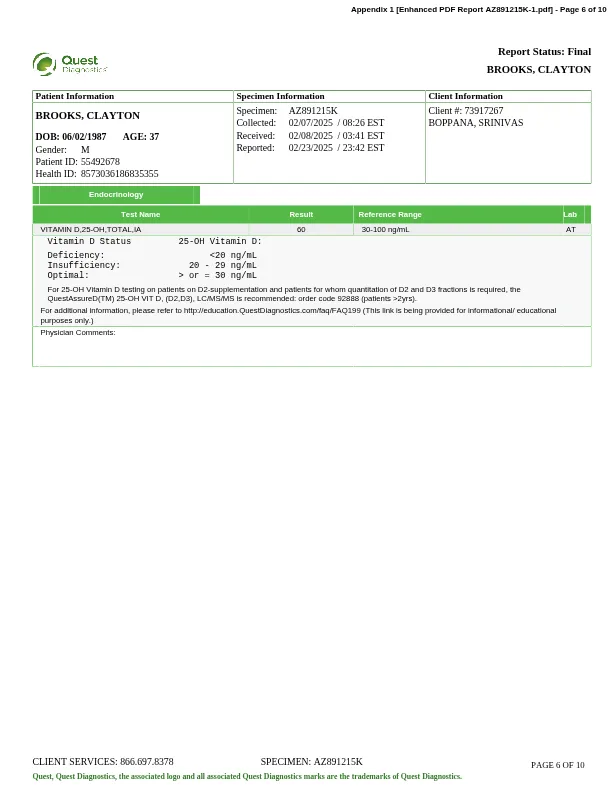 Appendix 1 [Enhanced PDF Report AZ891215K-1.pdf] - Page 6 of 10
Quest
Diagnostics®
Report Status: Final
BROOKS, CLAYTON
Patient Information Specimen Information Client Information
BROOKS, CLAYTON
DOB: 06/02/1987 AGE: 37
Gender: M
Patient ID: 55492678
Health ID: 8573036186835355
Specimen: AZ891215K
Collected: 02/07/2025 / 08:26 EST
Received: 02/08/2025 / 03:41 EST
Reported: 02/23/2025 / 23:42 EST
Client #: 73917267
BOPPANA, SRINIVAS
Endocrinology
Test Name Result Reference Range Lab
VITAMIN D,25-OH,TOTAL,IA 60 30-100 ng/mL AT
Vitamin D Status 25-OH Vitamin D:
Deficiency: <20 ng/mL
Insufficiency: 20 - 29 ng/mL
Optimal: > or = 30 ng/mL
For 25-OH Vitamin D testing on patients on D2-supplementation and patients for whom quantitation of D2 and D3 fractions is required, the
QuestAssureD(TM) 25-OH VIT D, (D2,D3), LC/MS/MS is recommended: order code 92888 (patients >2yrs).
For additional information, please refer to http://education.QuestDiagnostics.com/faq/FAQ199 (This link is being provided for informational/ educational
purposes only.)
Physician Comments:
CLIENT SERVICES: 866.697.8378 SPECIMEN: AZ891215K PAGE 6 OF 10
Quest, Quest Diagnostics, the associated logo and all associated Quest Diagnostics marks are the trademarks of Quest Diagnostics.